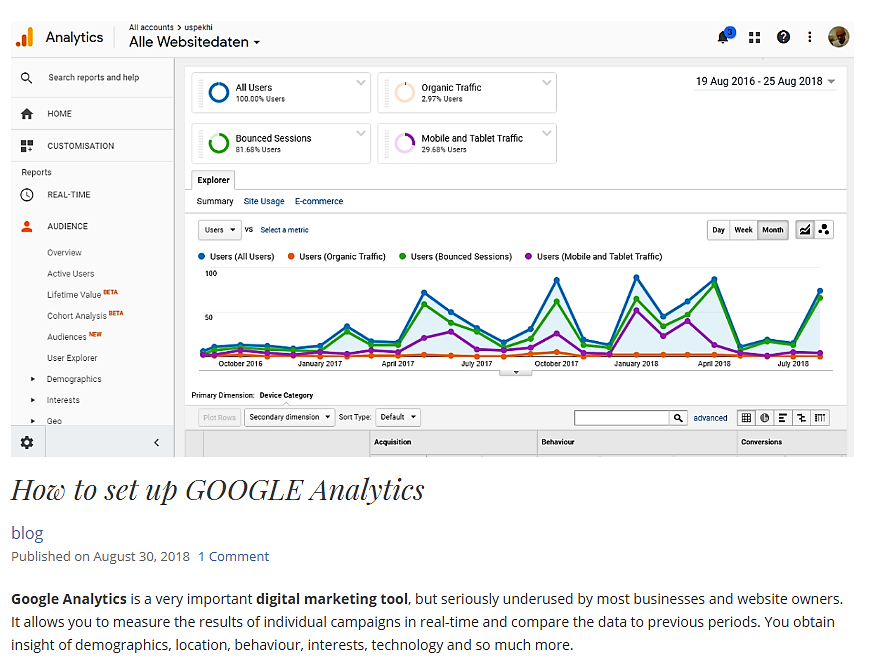 Analytics
All accounts > uspekhi
Alle Websitedaten
3
Search reports and help
HOME
CUSTOMISATION
Reports
REAL-TIME
AUDIENCE
Overview
Active Users
Lifetime Value BETA
Cohort Analysis BETA
Audiences NEW
User Explorer
Demographics
Interests
Geo
All Users
100.00% Users
Organic Traffic
2.97% Users
19 Aug 2016 - 25 Aug 2018
Bounced Sessions
81.68% Users
Mobile and Tablet Traffic
29.68% Users
Explorer
Summary Site Usage E-commerce
Users VS Select a metric Day Week Month
Users (All Users) Users (Organic Traffic) Users (Bounced Sessions) Users (Mobile and Tablet Traffic)
100
50
October 2016 January 2017 April 2017 July 2017 October 2017 January 2018 April 2018 July 2018
Primary Dimension: Device Category
Plot Rows Secondary dimension Sort Type: Default advanced
Acquisition Behaviour Conversions
How to set up GOOGLE Analytics
blog
Published on August 30, 2018 1 Comment
Google Analytics is a very important digital marketing tool, but seriously underused by most businesses and website owners.
It allows you to measure the results of individual campaigns in real-time and compare the data to previous periods. You obtain
insight of demographics, location, behaviour, interests, technology and so much more.